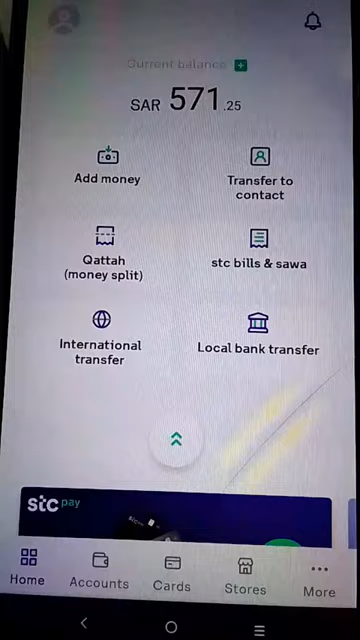 Current balance
SAR 571.25
Add money
Transfer to
contact
Qattah
(money split)
stc bills & sawa
International
transfer
Local bank transfer
stc pay
Home
Accounts
Cards
Stores
More